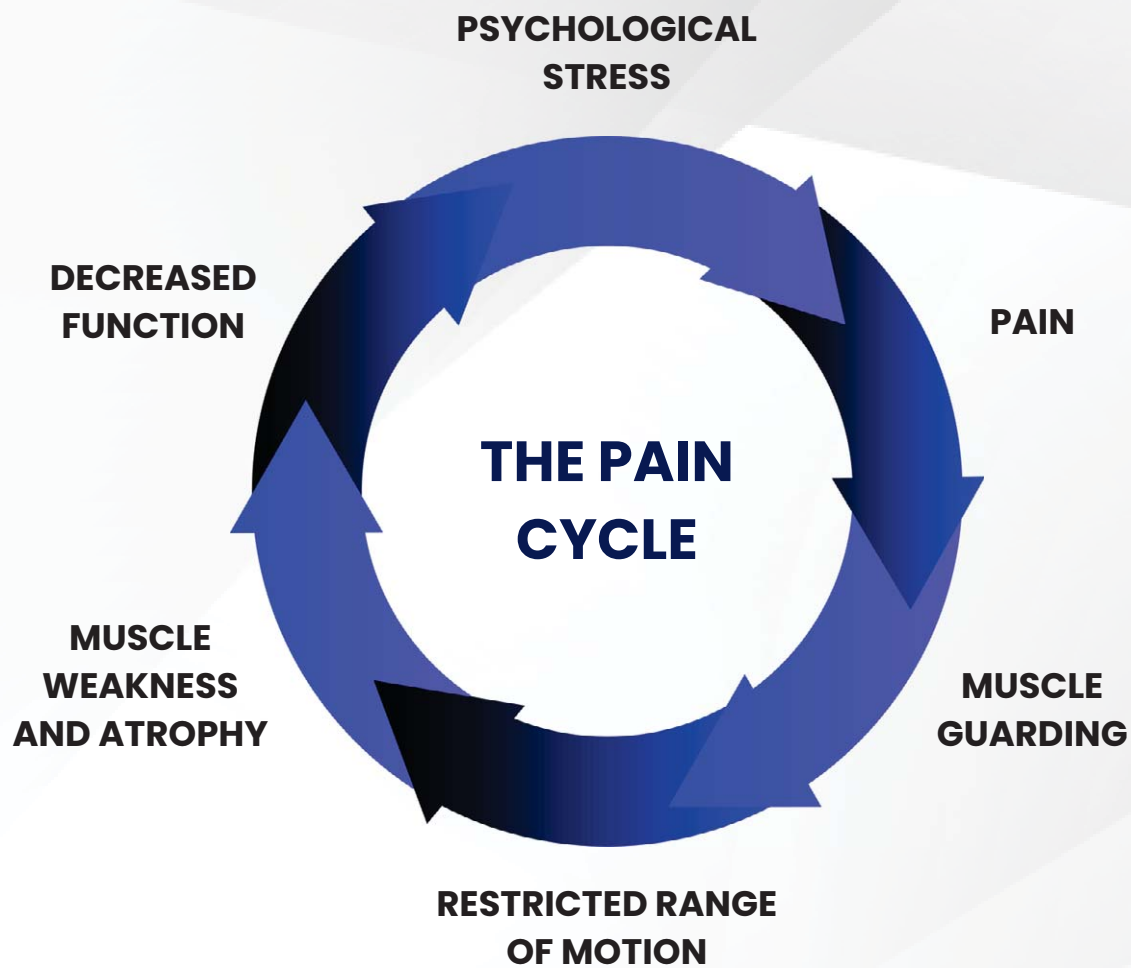 PSYCHOLOGICAL
STRESS
DECREASED
FUNCTION
PAIN
THE PAIN
CYCLE
MUSCLE
WEAKNESS
AND ATROPHY
MUSCLE
GUARDING
RESTRICTED RANGE
OF MOTION